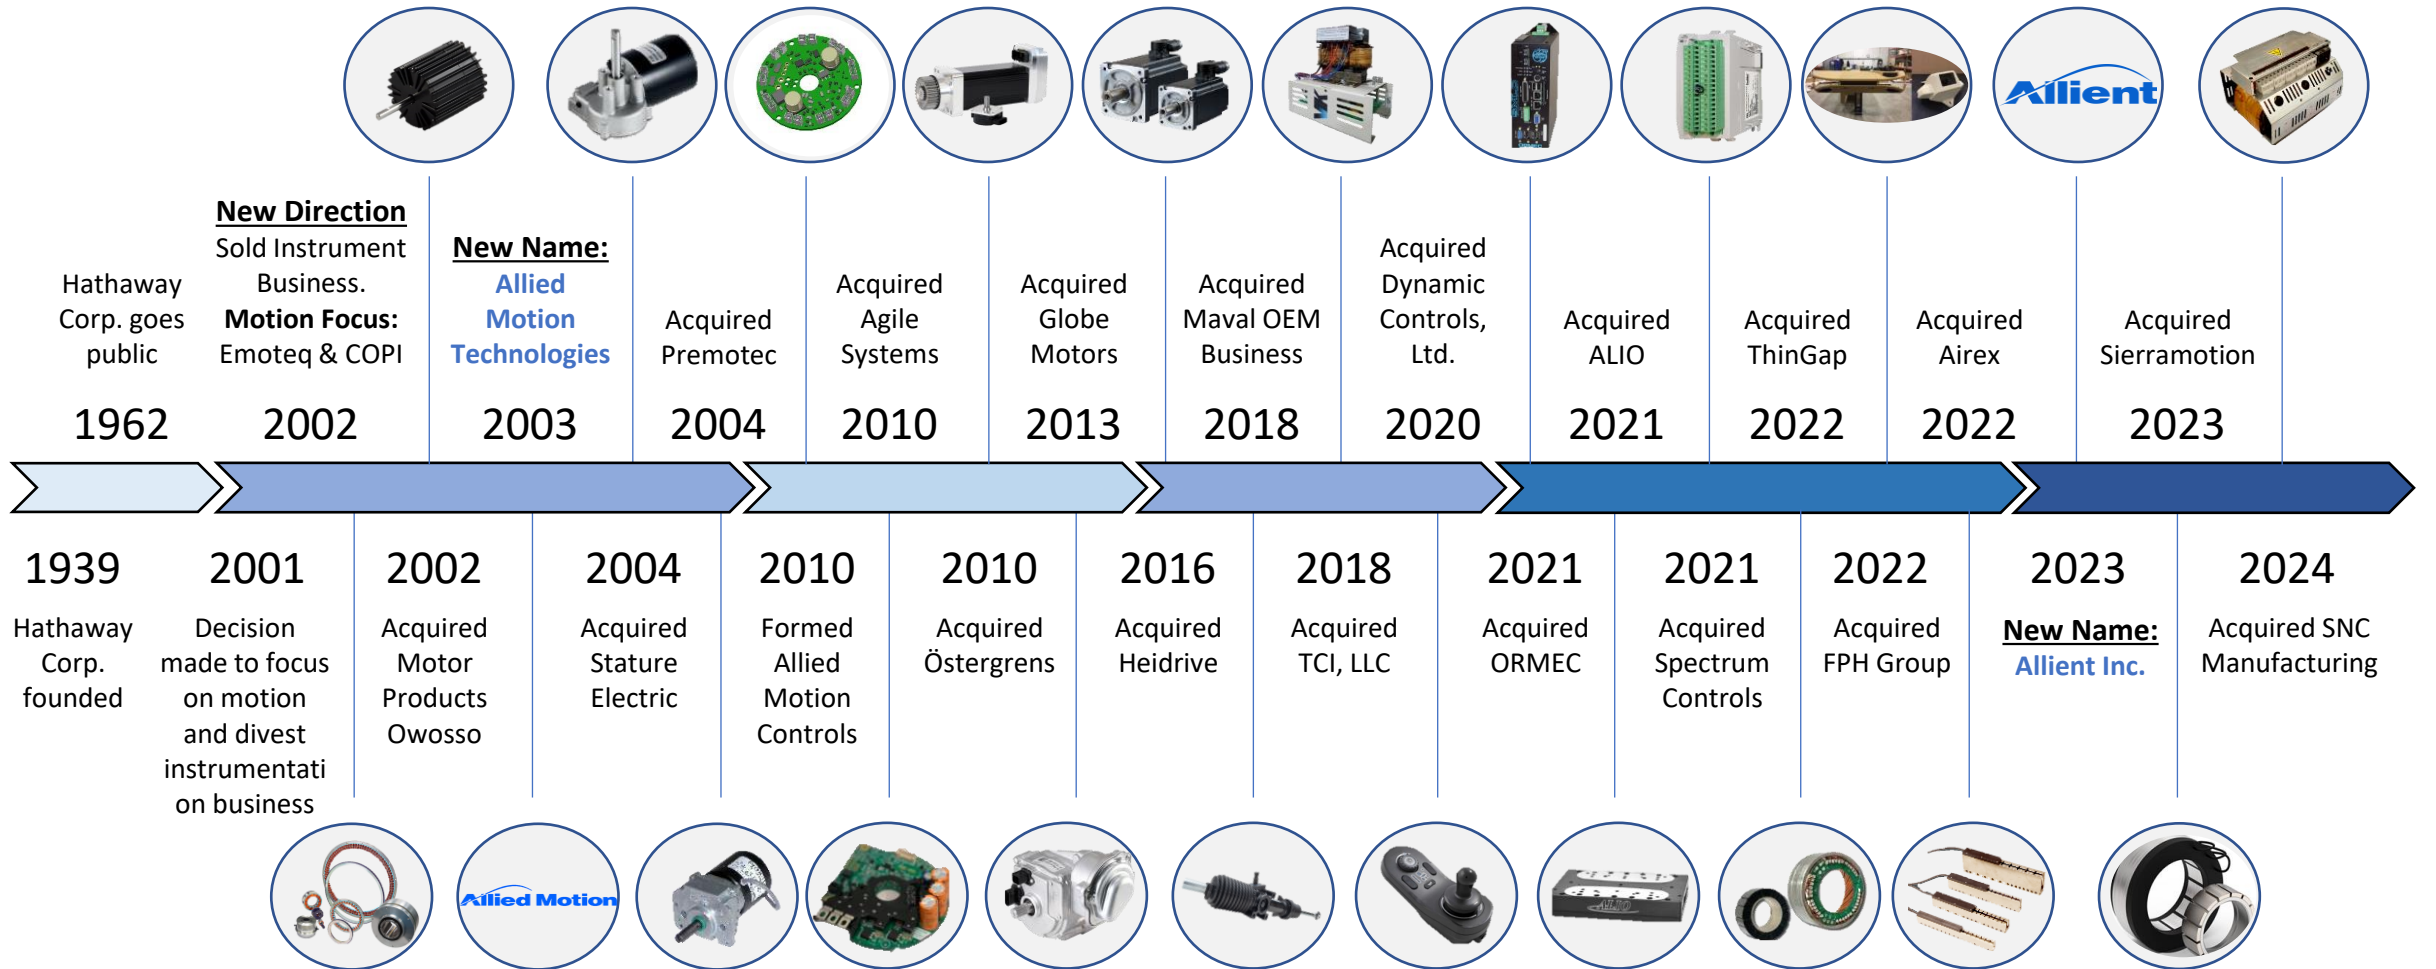 Allient
New Direction
Sold Instrument
Business.
Motion Focus:
Emoteq & COPI
2002
New Name:
Allied
Motion
Technologies
2003
Hathaway
Corp. goes
public
1962
Acquired
Premotec
2004
Acquired
Agile
Systems
2010
Acquired
Globe
Motors
2013
Acquired
Maval OEM
Business
2018
Acquired
Dynamic
Controls,
Ltd.
2020
Acquired
ALIO
2021
Acquired
ThinGap
2022
Acquired
Airex
2022
Acquired
Sierramotion
2023
1939
Hathaway
Corp.
founded
2001
Decision
made to focus
on motion
and divest
instrumentati
on business
2002
Acquired
Motor
Products
Owosso
2004
Acquired
Stature
Electric
2010
Formed
Allied
Motion
Controls
2010
Acquired
Östergrens
2016
Acquired
Heidrive
2018
Acquired
TCI, LLC
2021
Acquired
ORMEC
2021
Acquired
Spectrum
Controls
2022
Acquired
FPH Group
2023
New Name:
Allient Inc.
2024
Acquired SNC
Manufacturing
Allied Motion
ALIO